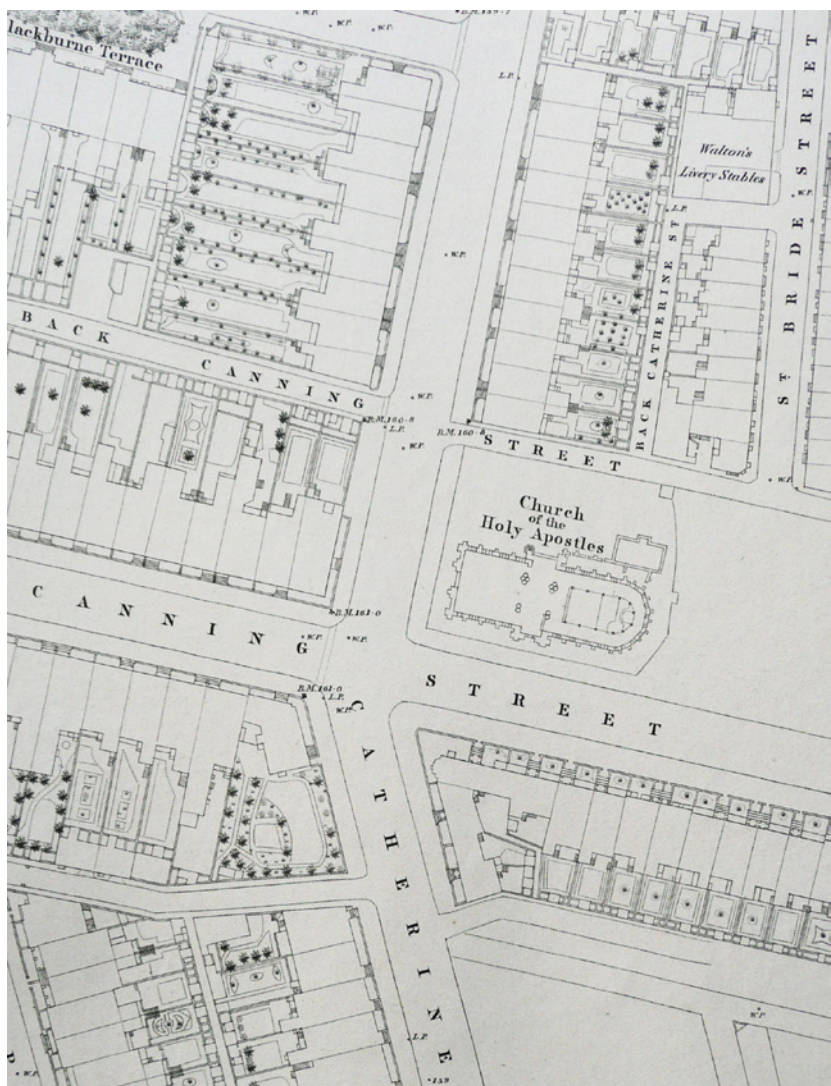 W.P.
W.P.
W.P.
lackburne Terrace
L.P.
Walton's
Livery Stables
W.P.
L.P.
ST. BRIDE STREET
W.P.
BACK CATHERINE ST.
BACK CANNING STREET
W.P.
B.M.160·8
L.P.
B.M.160·8
W.P.
W.P.
Church
of the
Holy Apostles
B.M.161·0
CANNING STREET
W.P.
W.P.
B.M.161·0
L.P.
W.P.
CATHERINE
W.P.
L.P.
W.P.
159